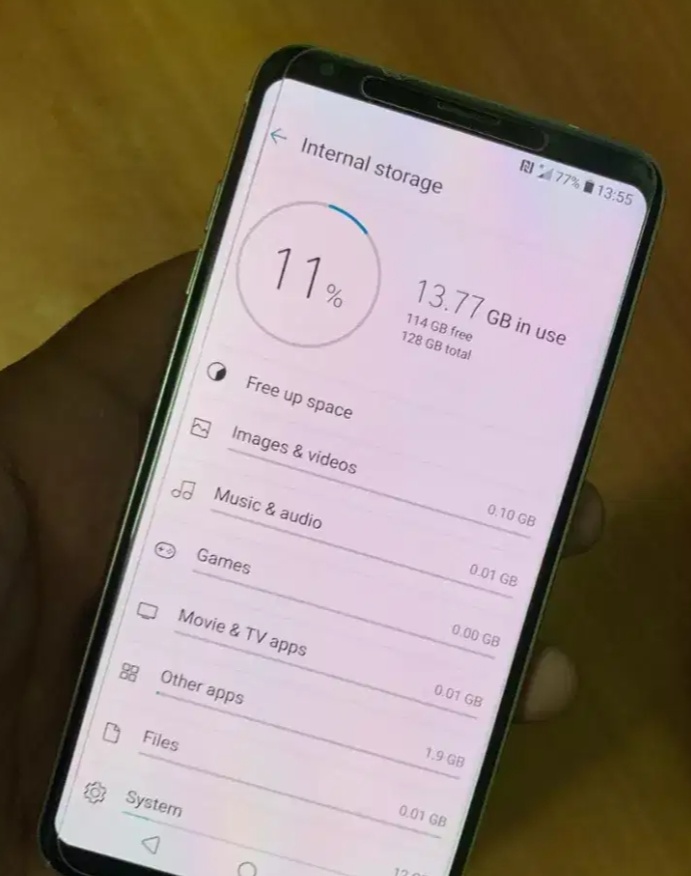 77% 13:55
Internal storage
11%
13.77 GB in use
114 GB free
128 GB total
Free up space
Images & videos
0.10 GB
Music & audio
0.01 GB
Games
0.00 GB
Movie & TV apps
0.01 GB
Other apps
1.9 GB
Files
0.01 GB
System